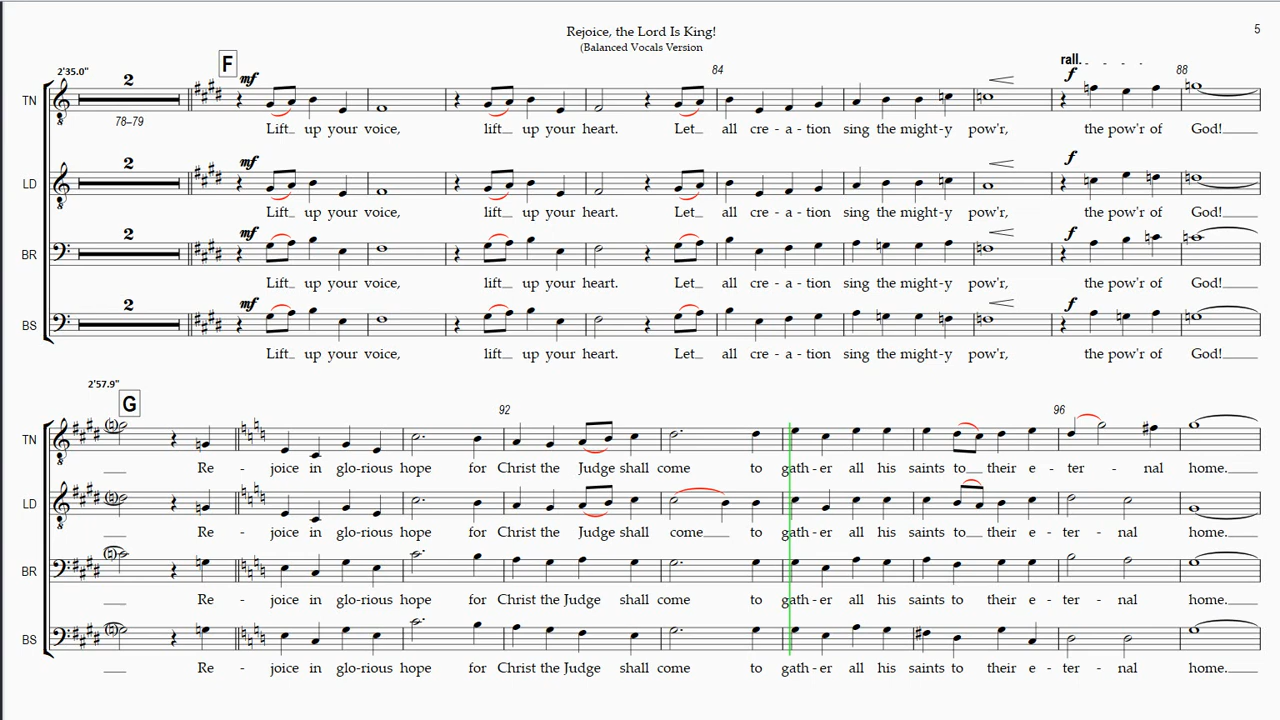 Rejoice, the Lord Is King!
(Balanced Vocals Version
5
2'35.0"
F
84
rall.
88
TN
2
78–79
mf
f
Lift_ up your voice, lift_ up your heart. Let_ all cre - a - tion sing the might-y pow'r, the pow'r of God!
LD
2
mf
f
Lift_ up your voice, lift_ up your heart. Let_ all cre - a - tion sing the might-y pow'r, the pow'r of God!
BR
2
mf
f
Lift_ up your voice, lift_ up your heart. Let_ all cre - a - tion sing the might-y pow'r, the pow'r of God!
BS
2
mf
f
Lift_ up your voice, lift_ up your heart. Let_ all cre - a - tion sing the might-y pow'r, the pow'r of God!
2'57.9"
G
92
96
TN
Re - joice in glo-rious hope for Christ the Judge shall come to gath-er all his saints to_ their e - ter - nal home.
LD
Re - joice in glo-rious hope for Christ the Judge shall come_ to gath-er all his saints to_ their e - ter - nal home.
BR
Re - joice in glo-rious hope for Christ the Judge shall come to gath-er all his saints to their e - ter - nal home.
BS
Re - joice in glo-rious hope for Christ the Judge shall come to gath-er all his saints to their e - ter - nal home.